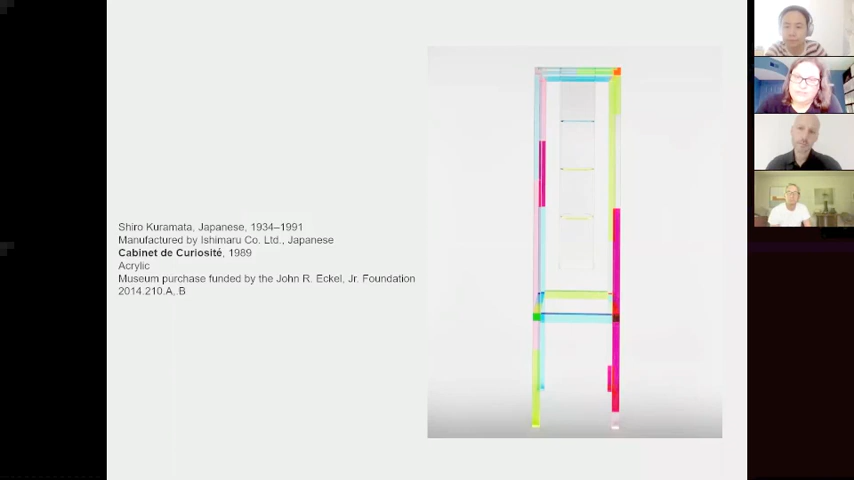 Shiro Kuramata, Japanese, 1934–1991
Manufactured by Ishimaru Co. Ltd., Japanese
Cabinet de Curiosité, 1989
Acrylic
Museum purchase funded by the John R. Eckel, Jr. Foundation
2014.210.A,.B